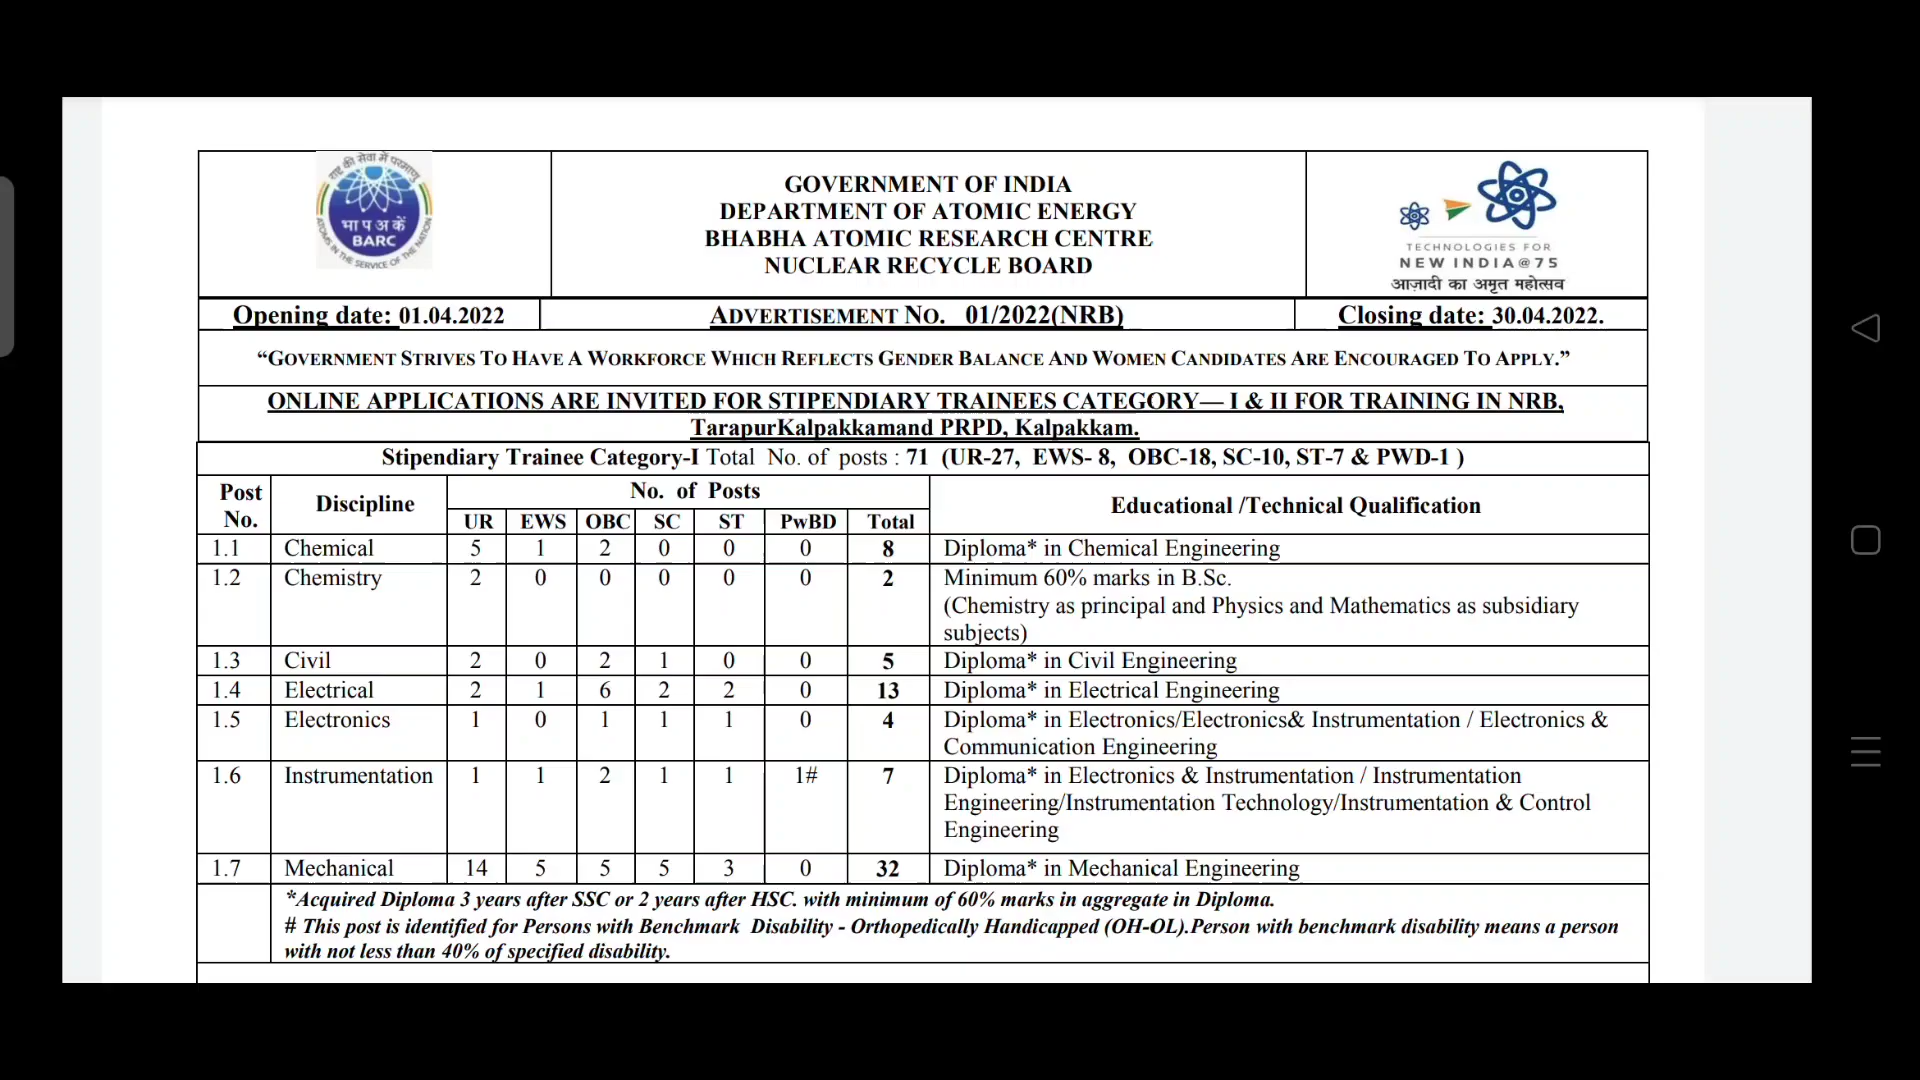 राष्ट्र की सेवा में परमाणु
भा प अ कें
BARC
ATOMS IN THE SERVICE OF THE NATION
GOVERNMENT OF INDIA
DEPARTMENT OF ATOMIC ENERGY
BHABHA ATOMIC RESEARCH CENTRE
NUCLEAR RECYCLE BOARD
TECHNOLOGIES FOR
NEW INDIA@75
आज़ादी का अमृत महोत्सव
Opening date: 01.04.2022 ADVERTISEMENT NO. 01/2022(NRB) Closing date: 30.04.2022.
“GOVERNMENT STRIVES TO HAVE A WORKFORCE WHICH REFLECTS GENDER BALANCE AND WOMEN CANDIDATES ARE ENCOURAGED TO APPLY.”
ONLINE APPLICATIONS ARE INVITED FOR STIPENDIARY TRAINEES CATEGORY— I & II FOR TRAINING IN NRB,
TarapurKalpakkamand PRPD, Kalpakkam.
Stipendiary Trainee Category-I Total No. of posts : 71 (UR-27, EWS- 8, OBC-18, SC-10, ST-7 & PWD-1 )
Post No. Discipline No. of Posts Educational /Technical Qualification
UR EWS OBC SC ST PwBD Total
1.1 Chemical 5 1 2 0 0 0 8 Diploma* in Chemical Engineering
1.2 Chemistry 2 0 0 0 0 0 2 Minimum 60% marks in B.Sc.
(Chemistry as principal and Physics and Mathematics as subsidiary
subjects)
1.3 Civil 2 0 2 1 0 0 5 Diploma* in Civil Engineering
1.4 Electrical 2 1 6 2 2 0 13 Diploma* in Electrical Engineering
1.5 Electronics 1 0 1 1 1 0 4 Diploma* in Electronics/Electronics& Instrumentation / Electronics &
Communication Engineering
1.6 Instrumentation 1 1 2 1 1 1# 7 Diploma* in Electronics & Instrumentation / Instrumentation
Engineering/Instrumentation Technology/Instrumentation & Control
Engineering
1.7 Mechanical 14 5 5 5 3 0 32 Diploma* in Mechanical Engineering
*Acquired Diploma 3 years after SSC or 2 years after HSC. with minimum of 60% marks in aggregate in Diploma.
# This post is identified for Persons with Benchmark Disability - Orthopedically Handicapped (OH-OL).Person with benchmark disability means a person
with not less than 40% of specified disability.